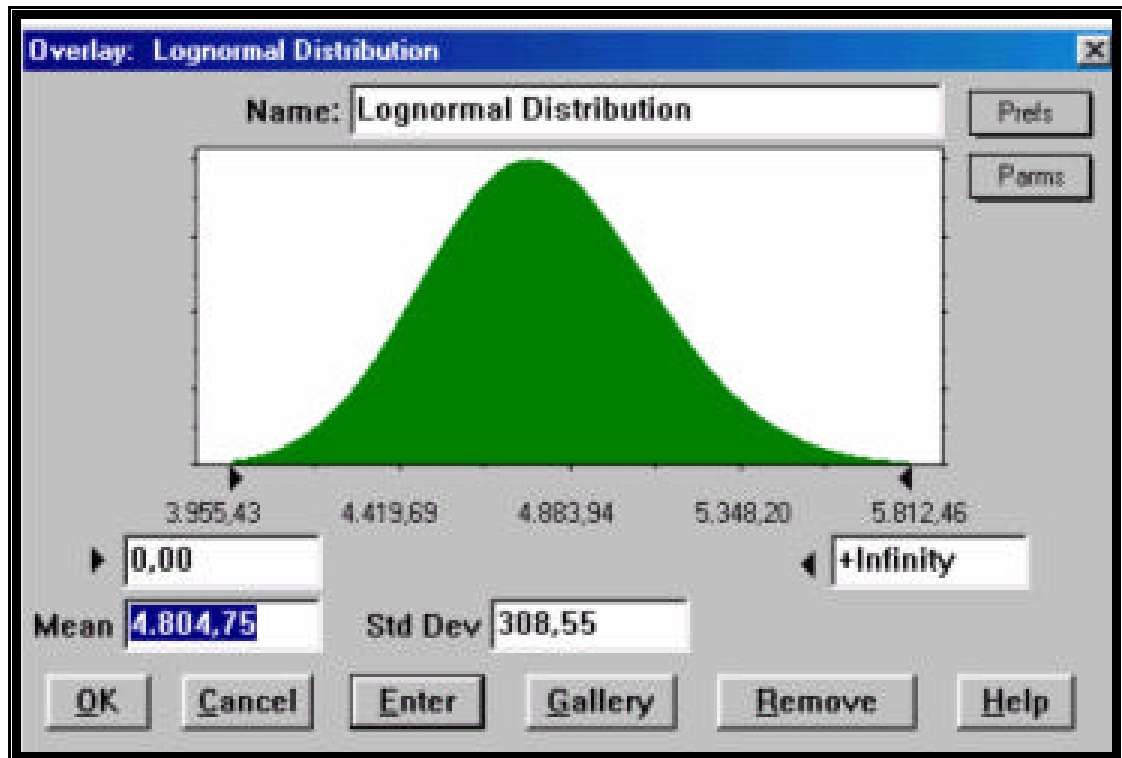 Overlay: Lognormal Distribution
Name: Lognormal Distribution
Prefs
Parms
3.955,43 4.419,69 4.883,94 5.348,20 5.812,46
0,00 +Infinity
Mean 4.804,75 Std Dev 308,55
OK Cancel Enter Gallery Remove Help